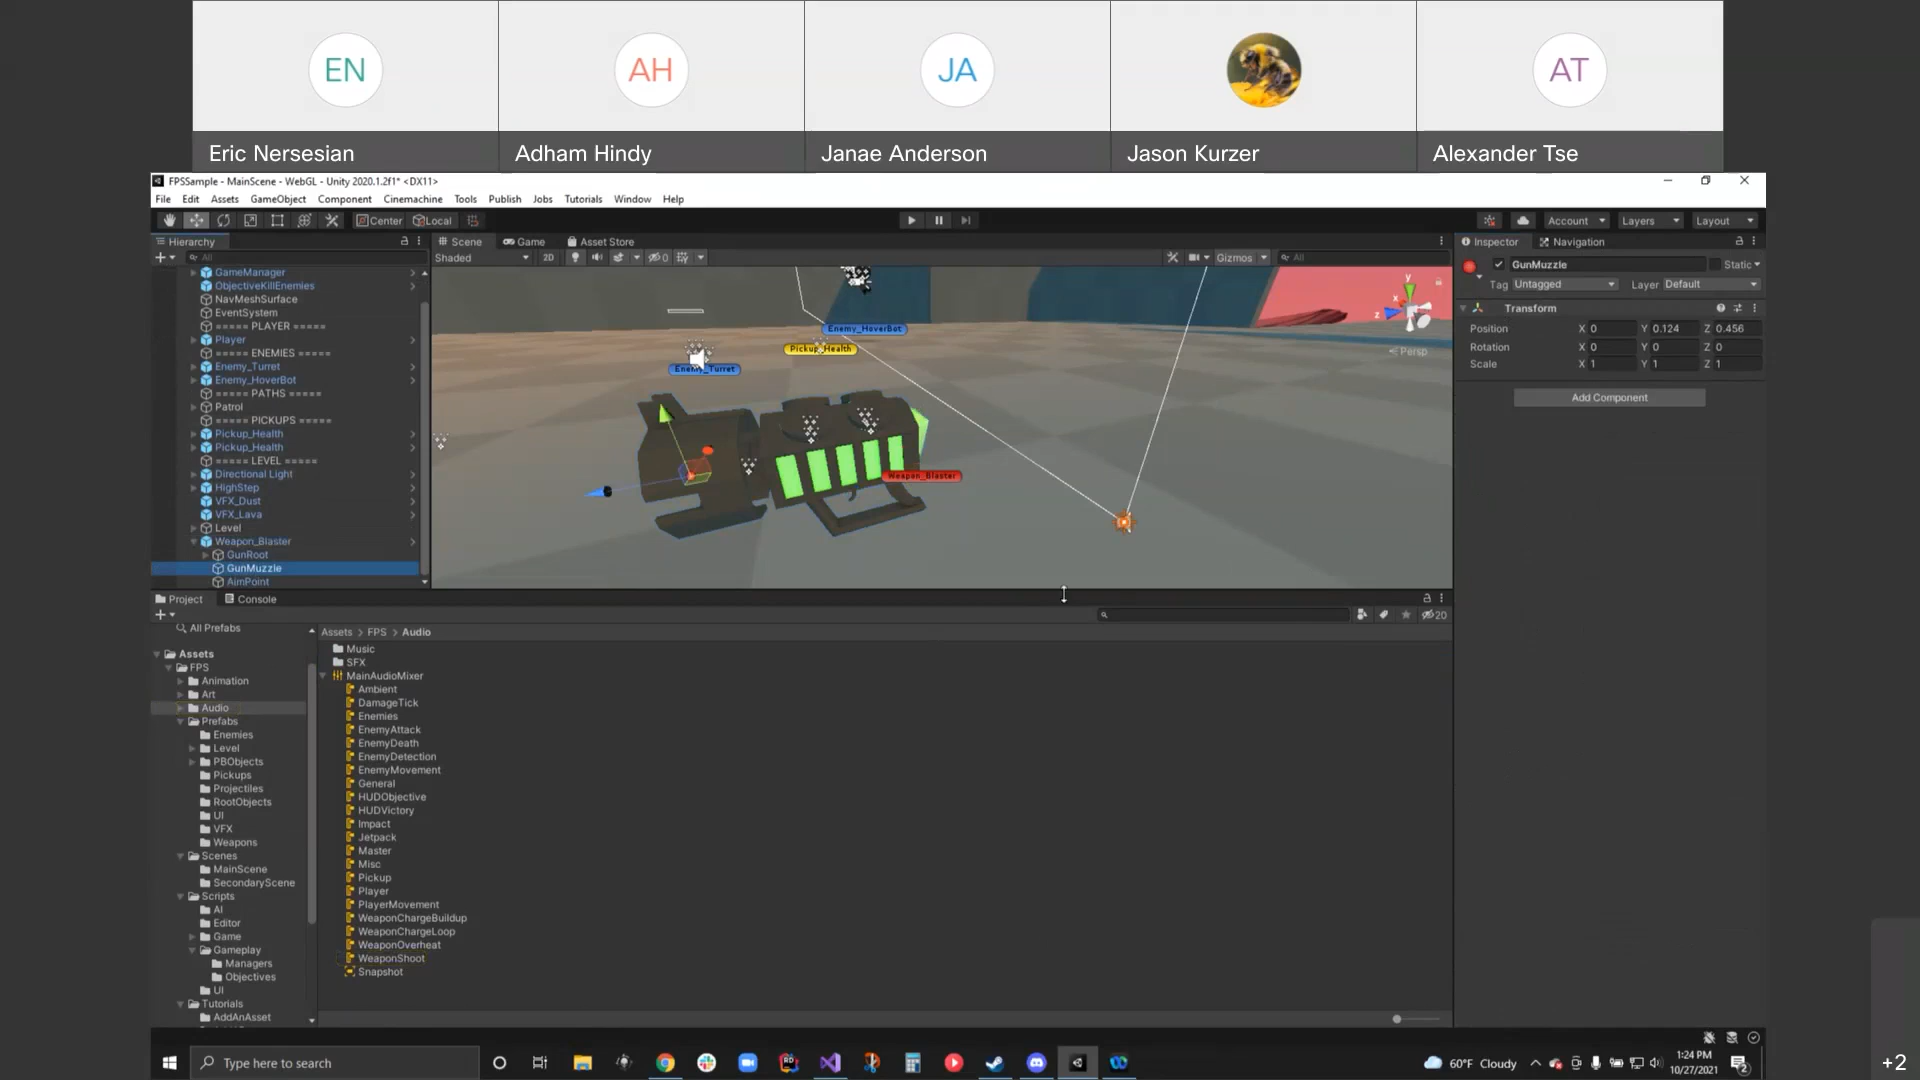 EN
AH
JA
AT
Eric Nersesian
Adham Hindy
Janae Anderson
Jason Kurzer
Alexander Tse
FPSSample - MainScene - WebGL - Unity 2020.1.2f1* <DX11>
File Edit Assets GameObject Component Cinemachine Tools Publish Jobs Tutorials Window Help
Center Local
Account Layers Layout
Hierarchy
All
GameManager
ObjectiveKillEnemies
NavMeshSurface
EventSystem
===== PLAYER =====
Player
===== ENEMIES =====
Enemy_Turret
Enemy_HoverBot
===== PATHS =====
Patrol
===== PICKUPS =====
Pickup_Health
Pickup_Health
===== LEVEL =====
Directional Light
HighStep
VFX_Dust
VFX_Lava
Level
Weapon_Blaster
GunRoot
GunMuzzle
AimPoint
Scene Game Asset Store
Shaded 2D 0 Gizmos All
Enemy_HoverBot
Pickup_Health
Enemy_Turret
Weapon_Blaster
y
x
z
Persp
Inspector Navigation
GunMuzzle Static
Tag Untagged Layer Default
Transform
Position X 0 Y 0.124 Z 0.456
Rotation X 0 Y 0 Z 0
Scale X 1 Y 1 Z 1
Add Component
Project Console
20
All Prefabs
Assets
FPS
Animation
Art
Audio
Prefabs
Enemies
Level
PBObjects
Pickups
Projectiles
RootObjects
UI
VFX
Weapons
Scenes
MainScene
SecondaryScene
Scripts
AI
Editor
Game
Gameplay
Managers
Objectives
UI
Tutorials
AddAnAsset
Assets > FPS > Audio
Music
SFX
MainAudioMixer
Ambient
DamageTick
Enemies
EnemyAttack
EnemyDeath
EnemyDetection
EnemyMovement
General
HUDObjective
HUDVictory
Impact
Jetpack
Master
Misc
Pickup
Player
PlayerMovement
WeaponChargeBuildup
WeaponChargeLoop
WeaponOverheat
WeaponShoot
Snapshot
Type here to search
60°F Cloudy
1:24 PM
10/27/2021
2
+2